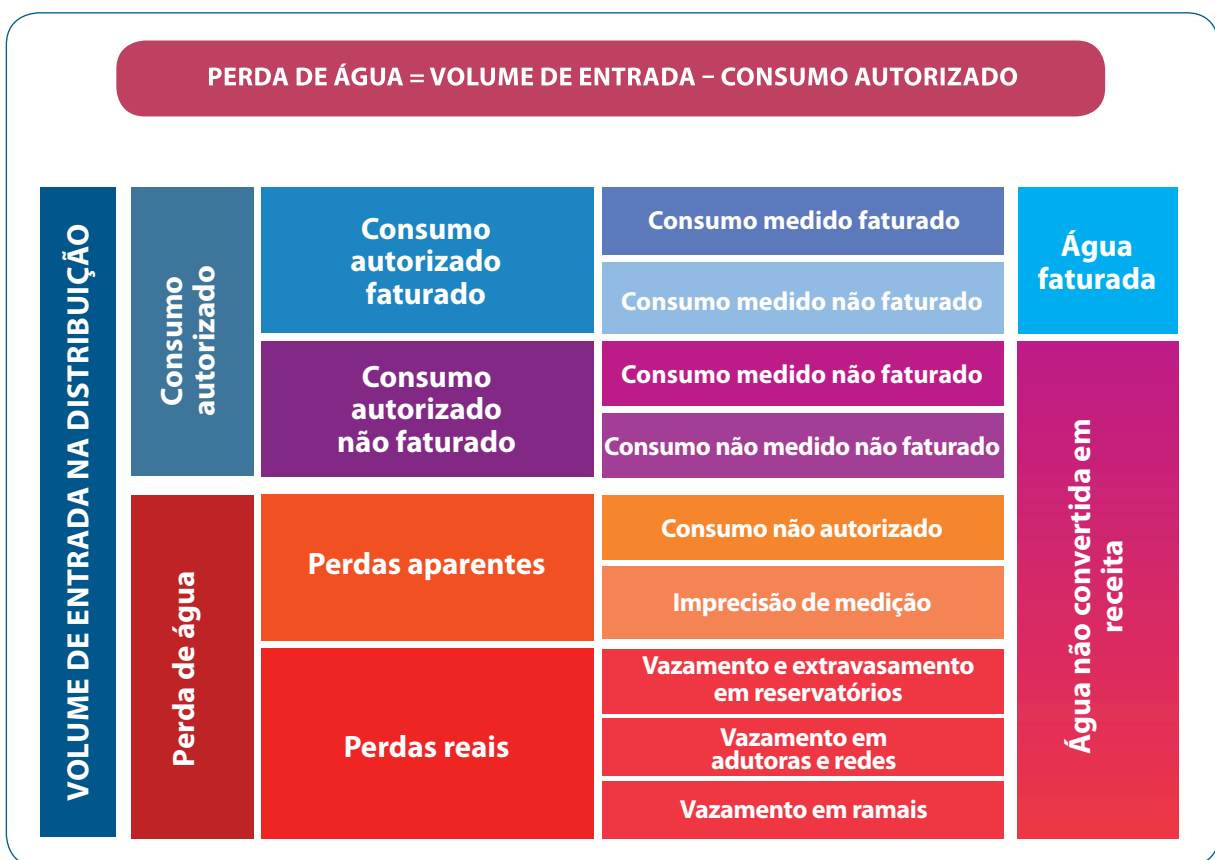 PERDA DE ÁGUA = VOLUME DE ENTRADA – CONSUMO AUTORIZADO
VOLUME DE ENTRADA NA DISTRIBUIÇÃO
Consumo
autorizado
Consumo
autorizado
faturado
Consumo medido faturado
Consumo medido não faturado
Água
faturada
Consumo
autorizado
não faturado
Consumo medido não faturado
Consumo não medido não faturado
Água não convertida em
receita
Perda de água
Perdas aparentes
Consumo não autorizado
Imprecisão de medição
Perdas reais
Vazamento e extravasamento
em reservatórios
Vazamento em
adutoras e redes
Vazamento em ramais